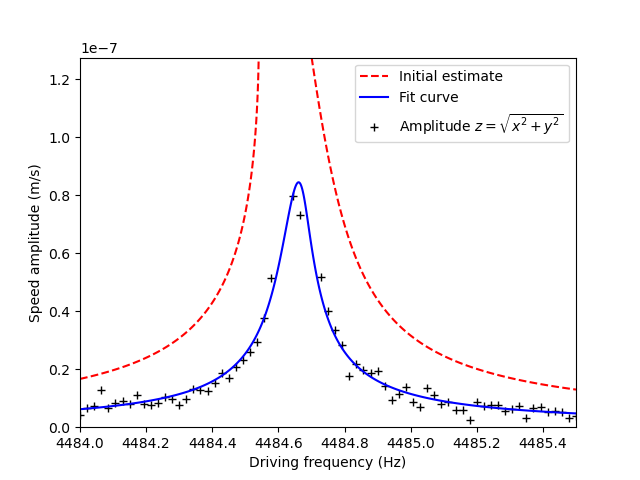 1e−7
Initial estimate
Fit curve
Amplitude z = √x² + y²
1.2
1.0
0.8
0.6
0.4
0.2
0.0
Speed amplitude (m/s)
4484.0 4484.2 4484.4 4484.6 4484.8 4485.0 4485.2 4485.4
Driving frequency (Hz)